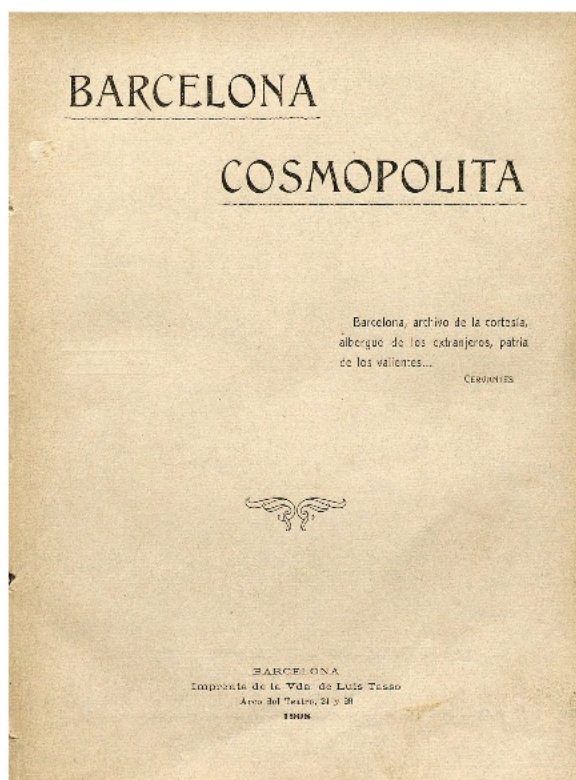 BARCELONA
COSMOPOLITA
Barcelona, archivo de la cortesía,
albergue de los extranjeros, patria
de los valientes...
CERVANTES
BARCELONA
Imprenta de la Vda. de Luis Tasso
Arco del Teatro, 21 y
1908